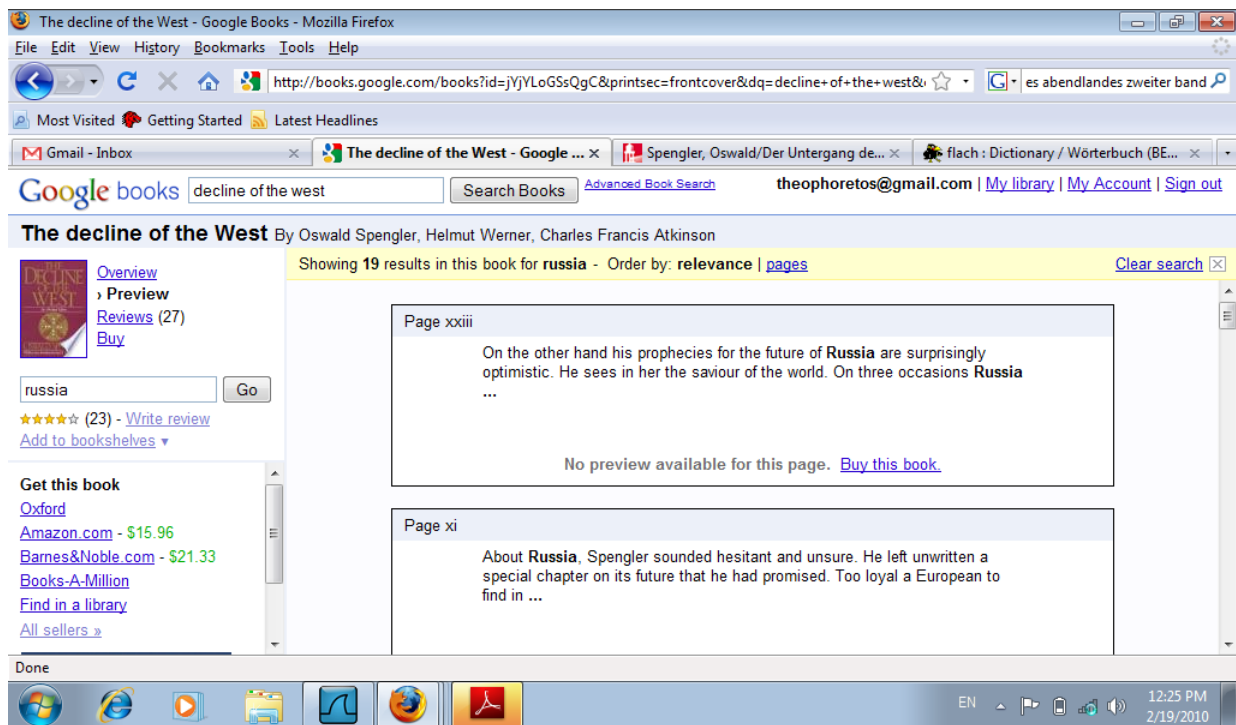 The decline of the West - Google Books - Mozilla Firefox
File Edit View History Bookmarks Tools Help
http://books.google.com/books?id=jYjYLoGSsQgC&printsec=frontcover&dq=decline+of+the+west& es abendlandes zweiter band
Most Visited Getting Started Latest Headlines
Gmail - Inbox The decline of the West - Google ... Spengler, Oswald/Der Untergang de... flach : Dictionary / Wörterbuch (BE...
Google books decline of the west Search Books Advanced Book Search theophoretos@gmail.com | My library | My Account | Sign out
The decline of the West By Oswald Spengler, Helmut Werner, Charles Francis Atkinson
Showing 19 results in this book for russia - Order by: relevance | pages Clear search
THE DECLINE OF THE WEST
Overview
› Preview
Reviews (27)
Buy
russia Go
(23) - Write review
Add to bookshelves ▾
Get this book
Oxford
Amazon.com - $15.96
Barnes&Noble.com - $21.33
Books-A-Million
Find in a library
All sellers »
Page xxiii
On the other hand his prophecies for the future of Russia are surprisingly
optimistic. He sees in her the saviour of the world. On three occasions Russia
...
No preview available for this page. Buy this book.
Page xi
About Russia, Spengler sounded hesitant and unsure. He left unwritten a
special chapter on its future that he had promised. Too loyal a European to
find in ...
Done
EN 12:25 PM
2/19/2010